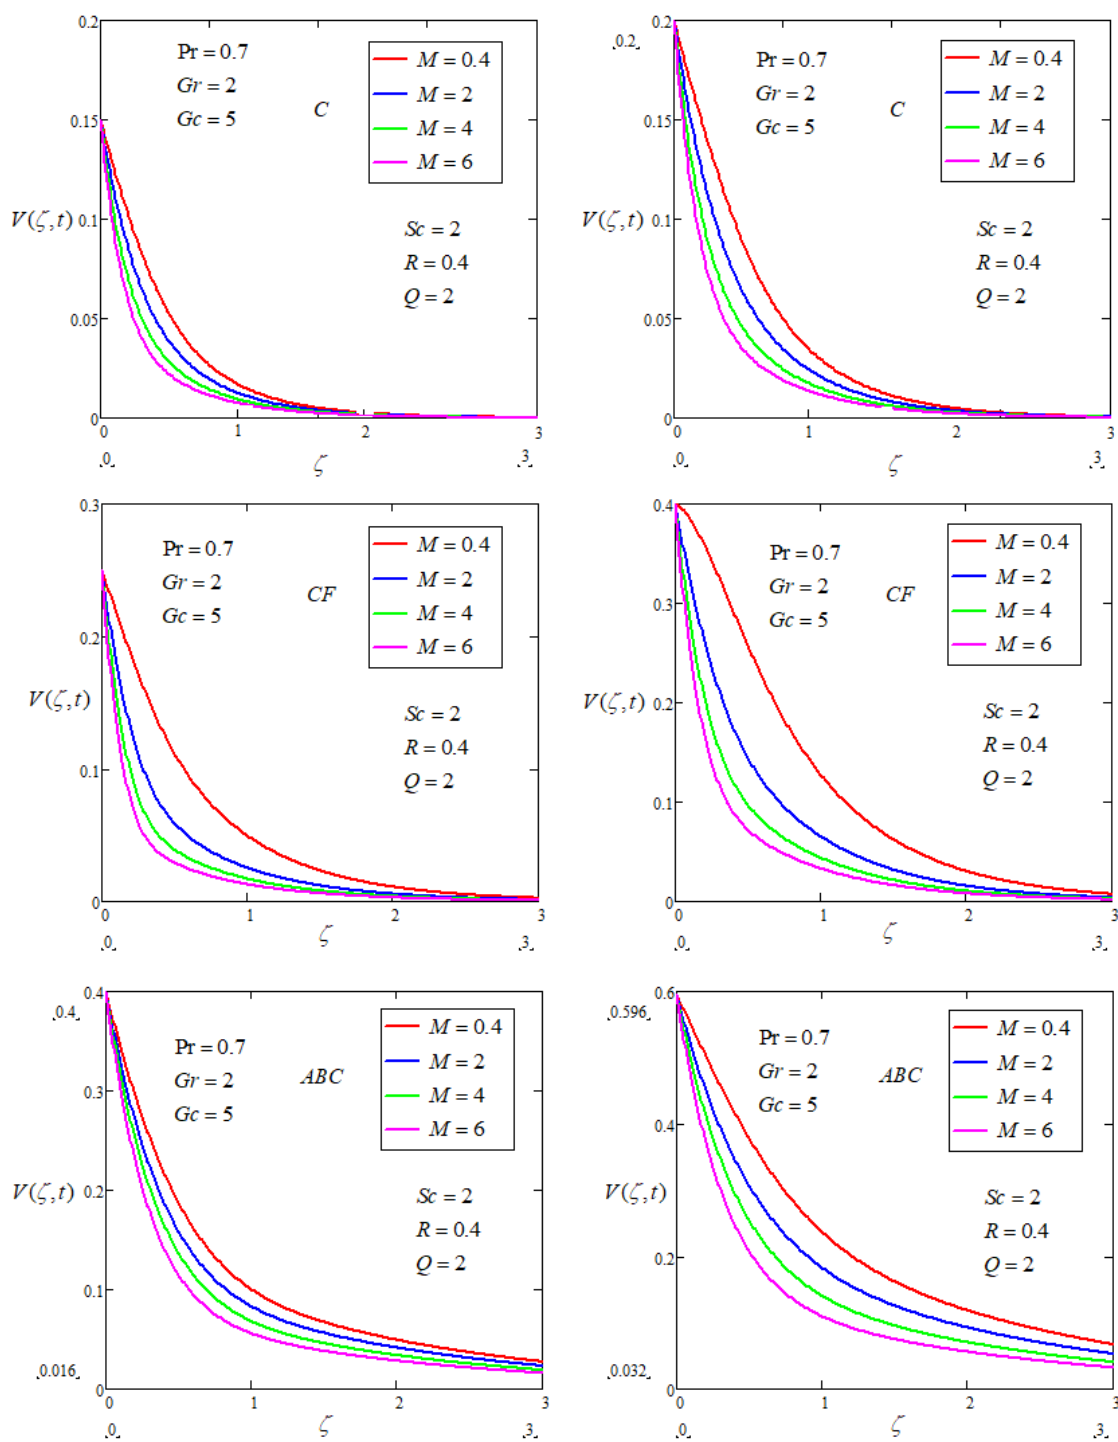 0.2
Pr = 0.7
Gr = 2
Gc = 5
C
M = 0.4
M = 2
M = 4
M = 6
0.15
V(ζ,t)
0.1
Sc = 2
R = 0.4
Q = 2
0.05
0
0 1 2 3
0 ζ 3
0.2
0.2
Pr = 0.7
Gr = 2
Gc = 5
C
M = 0.4
M = 2
M = 4
M = 6
0.15
V(ζ,t)
0.1
Sc = 2
R = 0.4
Q = 2
0.05
0
0 1 2 3
0 ζ 3
0.3
Pr = 0.7
Gr = 2
Gc = 5
CF
M = 0.4
M = 2
M = 4
M = 6
0.2
V(ζ,t)
Sc = 2
R = 0.4
Q = 2
0.1
0
0 1 2 3
0 ζ 3
0.4
Pr = 0.7
Gr = 2
Gc = 5
CF
M = 0.4
M = 2
M = 4
M = 6
0.3
V(ζ,t)
0.2
Sc = 2
R = 0.4
Q = 2
0.1
0
0 1 2 3
0 ζ 3
0.4
0.4
Pr = 0.7
Gr = 2
Gc = 5
ABC
M = 0.4
M = 2
M = 4
M = 6
0.3
V(ζ,t)
0.2
Sc = 2
R = 0.4
Q = 2
0.1
0.016
0
0 1 2 3
0 ζ 3
0.6
0.596
Pr = 0.7
Gr = 2
Gc = 5
ABC
M = 0.4
M = 2
M = 4
M = 6
0.4
V(ζ,t)
Sc = 2
R = 0.4
Q = 2
0.2
0.032
0
0 1 2 3
0 ζ 3